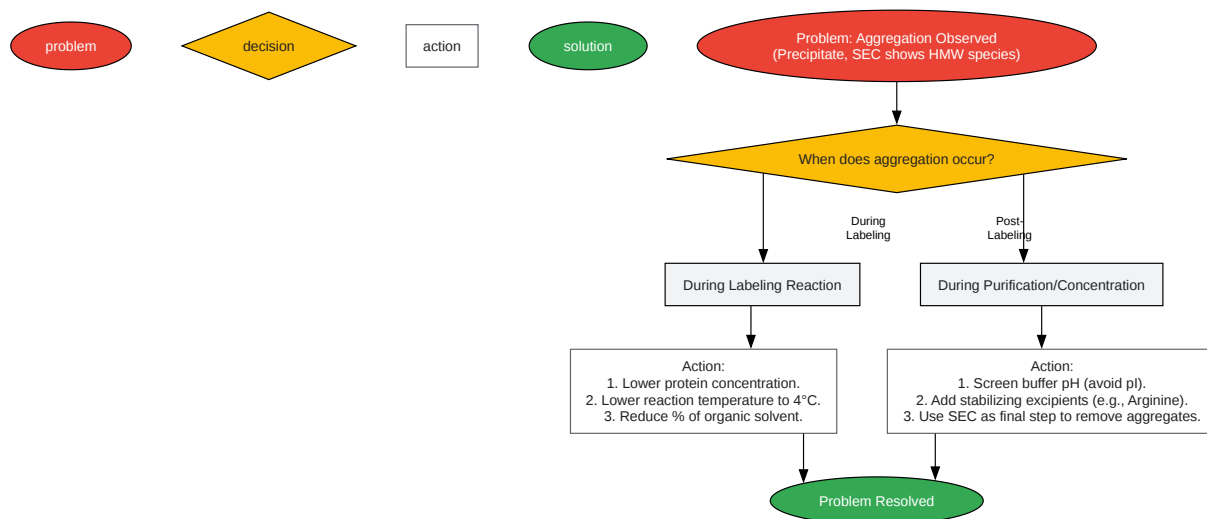 problem
decision
action
solution
Problem: Aggregation Observed
(Precipitate, SEC shows HMW species)
When does aggregation occur?
During
Labeling
Post-
Labeling
During Labeling Reaction
During Purification/Concentration
Action:
1. Lower protein concentration.
2. Lower reaction temperature to 4°C.
3. Reduce % of organic solvent.
Action:
1. Screen buffer pH (avoid pI).
2. Add stabilizing excipients (e.g., Arginine).
3. Use SEC as final step to remove aggregates.
Problem Resolved